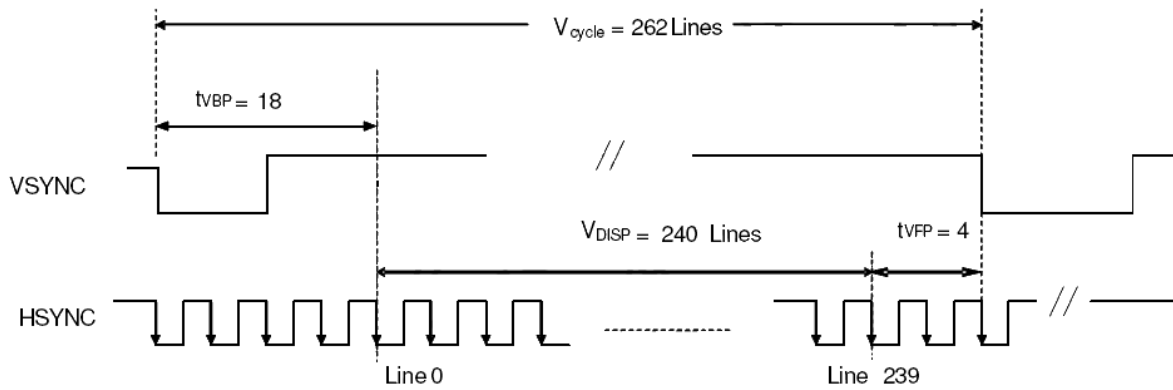 Vcycle = 262 Lines
tVBP = 18
VSYNC
VDISP = 240 Lines
tVFP = 4
HSYNC
Line 0
Line 239